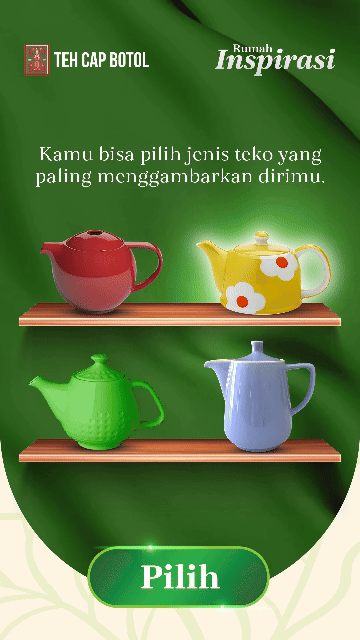 TEH CAP BOTOL
Rumah
Inspirasi
Kamu bisa pilih jenis teko yang
paling menggambarkan dirimu.
Pilih